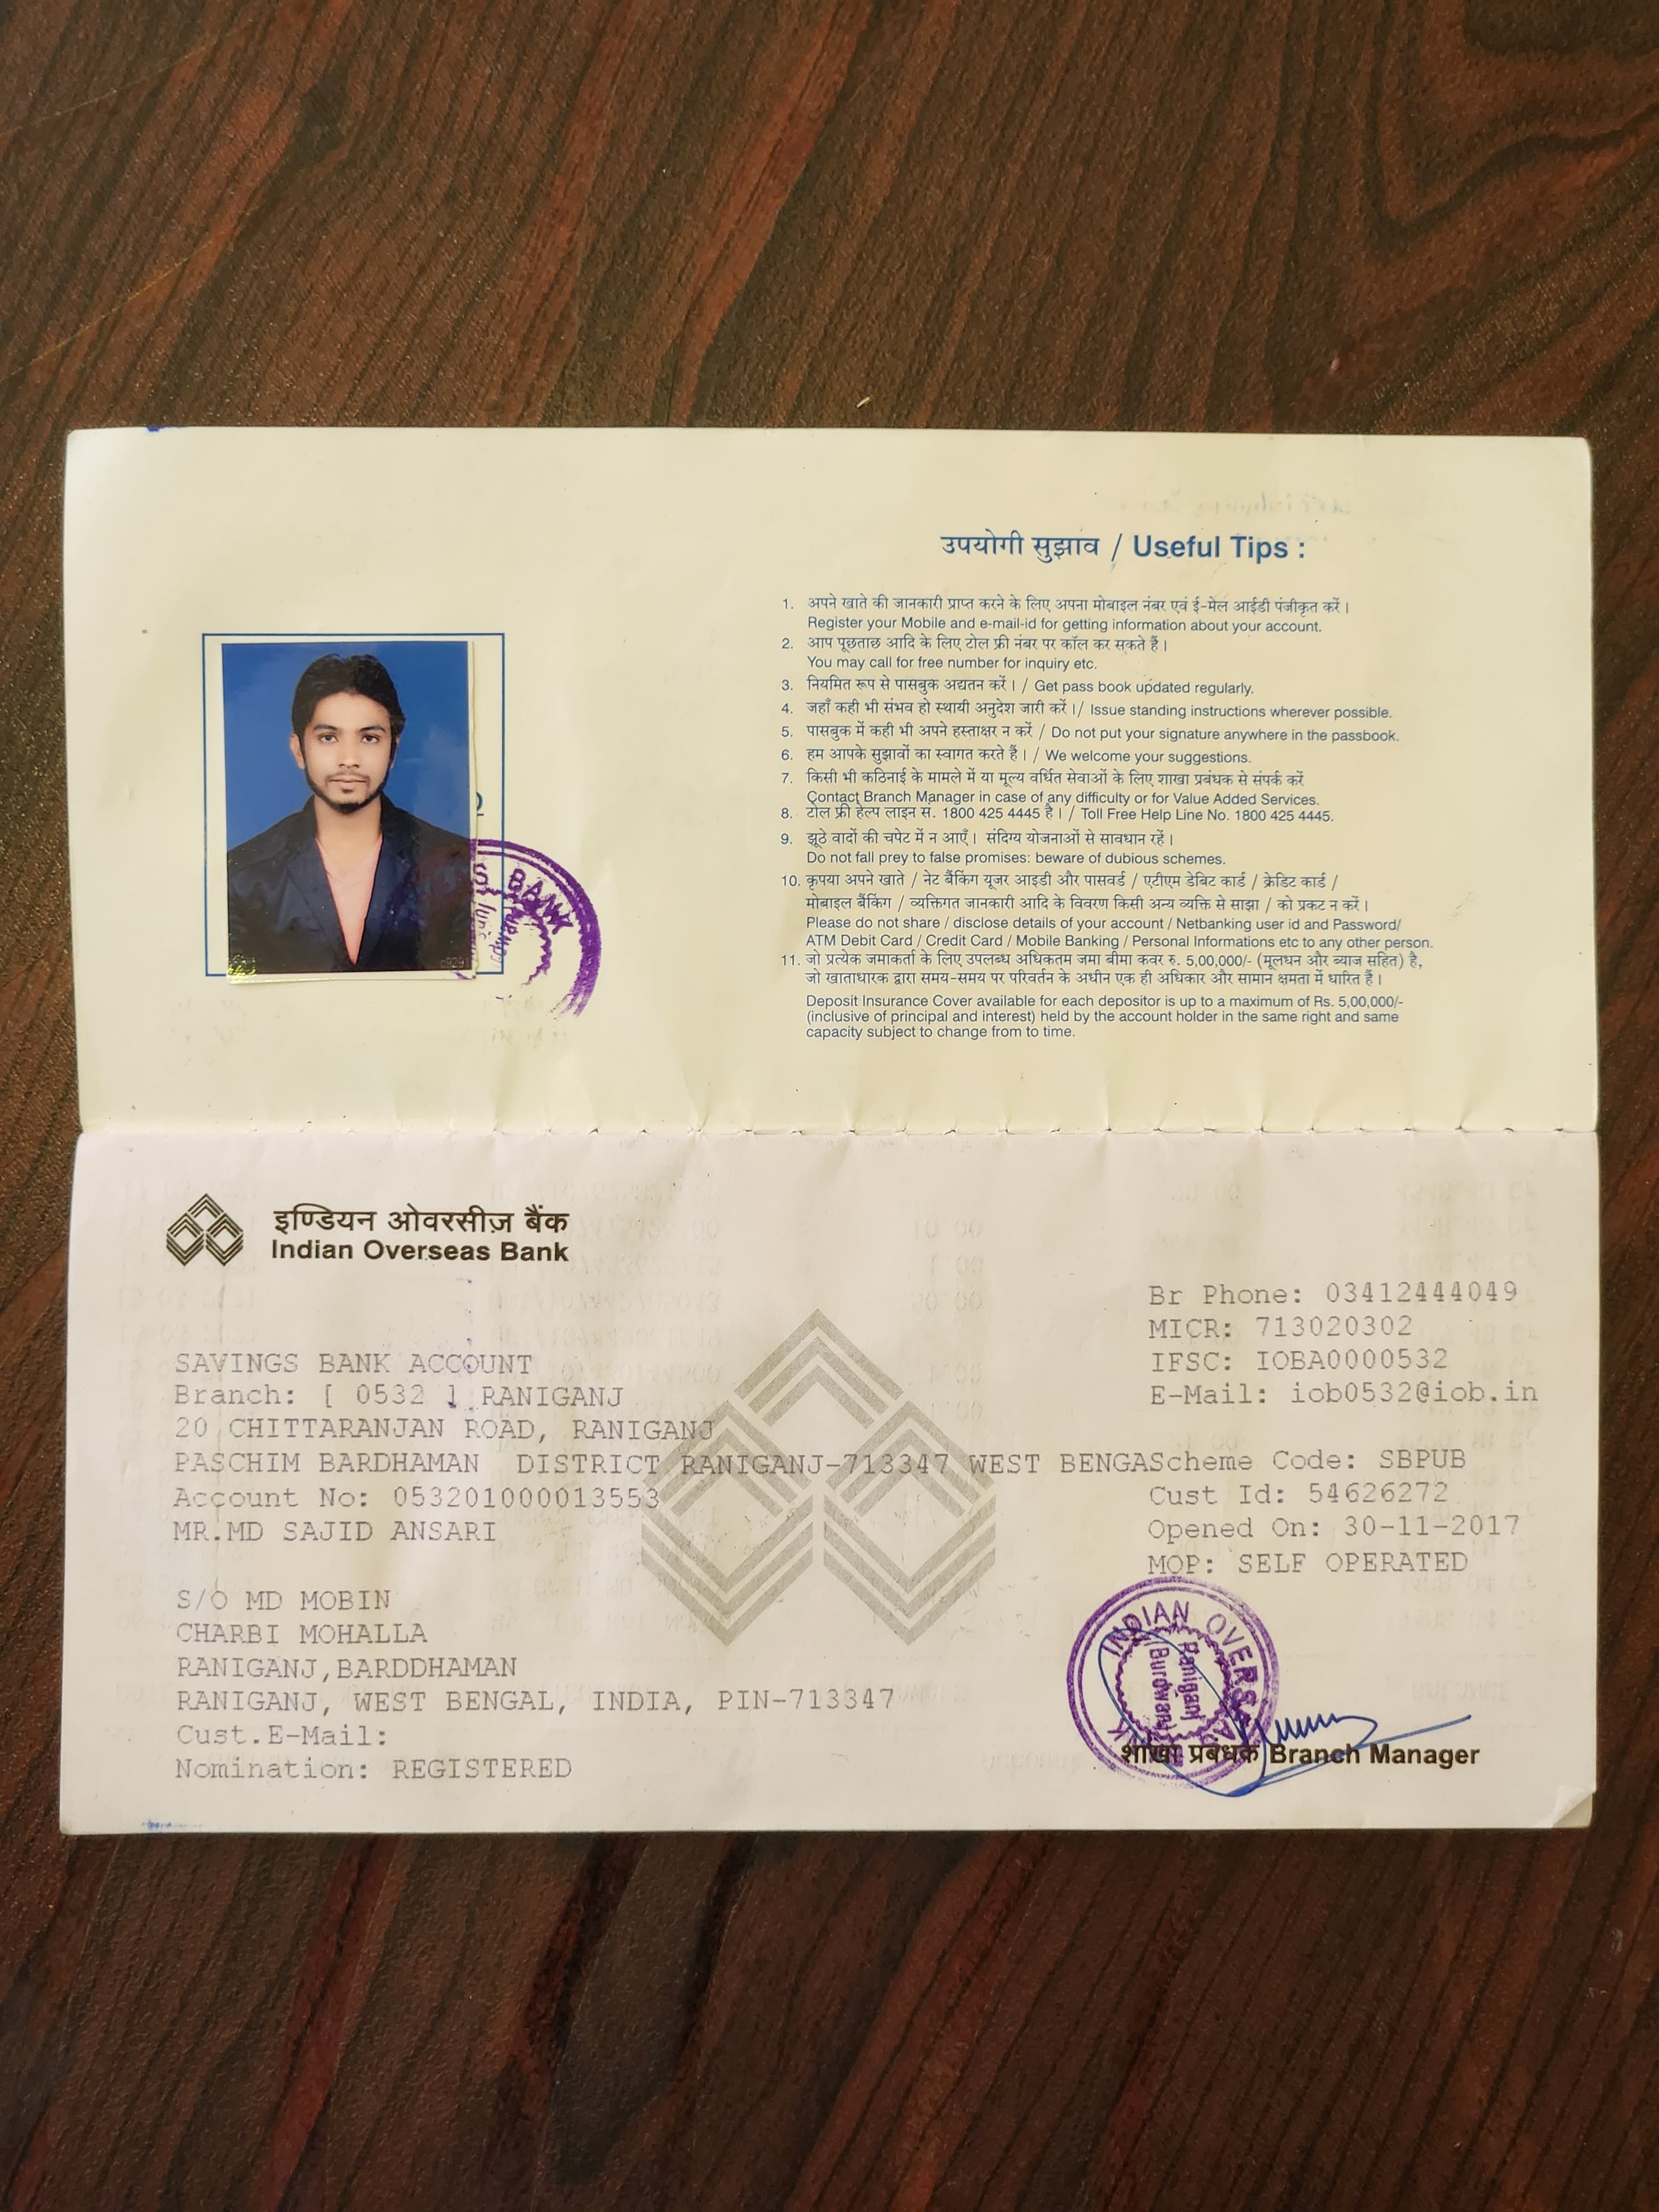 उपयोगी सुझाव / Useful Tips :
1. अपने खाते की जानकारी प्राप्त करने के लिए अपना मोबाइल नंबर एवं ई-मेल आईडी पंजीकृत करें।
Register your Mobile and e-mail-id for getting information about your account.
2. आप पूछताछ आदि के लिए टोल फ्री नंबर पर कॉल कर सकते हैं।
You may call for free number for inquiry etc.
3. नियमित रूप से पासबुक अद्यतन करें। / Get pass book updated regularly.
4. जहाँ कही भी संभव हो स्थायी अनुदेश जारी करें।/ Issue standing instructions wherever possible.
5. पासबुक में कही भी अपने हस्ताक्षर न करें / Do not put your signature anywhere in the passbook.
6. हम आपके सुझावों का स्वागत करते हैं। / We welcome your suggestions.
7. किसी भी कठिनाई के मामले में या मूल्य वर्धित सेवाओं के लिए शाखा प्रबंधक से संपर्क करें
Contact Branch Manager in case of any difficulty or for Value Added Services.
8. टोल फ्री हेल्प लाइन सं. 1800 425 4445 है। / Toll Free Help Line No. 1800 425 4445.
9. झूठे वादों की चपेट में न आएँ। संदिग्ध योजनाओं से सावधान रहें।
Do not fall prey to false promises: beware of dubious schemes.
10. कृपया अपने खाते / नेट बैंकिंग यूजर आइडी और पासवर्ड / एटीएम डेबिट कार्ड / क्रेडिट कार्ड /
मोबाइल बैंकिंग / व्यक्तिगत जानकारी आदि के विवरण किसी अन्य व्यक्ति से साझा / को प्रकट न करें।
Please do not share / disclose details of your account / Netbanking user id and Password/
ATM Debit Card / Credit Card / Mobile Banking / Personal Informations etc to any other person.
11. जो प्रत्येक जमाकर्ता के लिए उपलब्ध अधिकतम जमा बीमा कवर रु. 5,00,000/- (मूलधन और ब्याज सहित) है,
जो खाताधारक द्वारा समय-समय पर परिवर्तन के अधीन एक ही अधिकार और सामान क्षमता में धारित हैं।
Deposit Insurance Cover available for each depositor is up to a maximum of Rs. 5,00,000/-
(inclusive of principal and interest) held by the account holder in the same right and same
capacity subject to change from to time.
S BANK
इण्डियन ओवरसीज़ बैंक
Indian Overseas Bank
Br Phone: 03412444049
MICR: 713020302
IFSC: IOBA0000532
E-Mail: iob0532@iob.in
SAVINGS BANK ACCOUNT
Branch: [ 0532 ] RANIGANJ
20 CHITTARANJAN ROAD, RANIGANJ
PASCHIM BARDHAMAN DISTRICT RANIGANJ-713347 WEST BENGAScheme Code: SBPUB
Account No: 053201000013553
Cust Id: 54626272
MR.MD SAJID ANSARI
Opened On: 30-11-2017
MOP: SELF OPERATED
S/O MD MOBIN
CHARBI MOHALLA
RANIGANJ,BARDDHAMAN
RANIGANJ, WEST BENGAL, INDIA, PIN-713347
Cust.E-Mail:
Nomination: REGISTERED
INDIAN OVERSEAS BANK
Raniganj
Burdwan
शाखा प्रबंधक Branch Manager